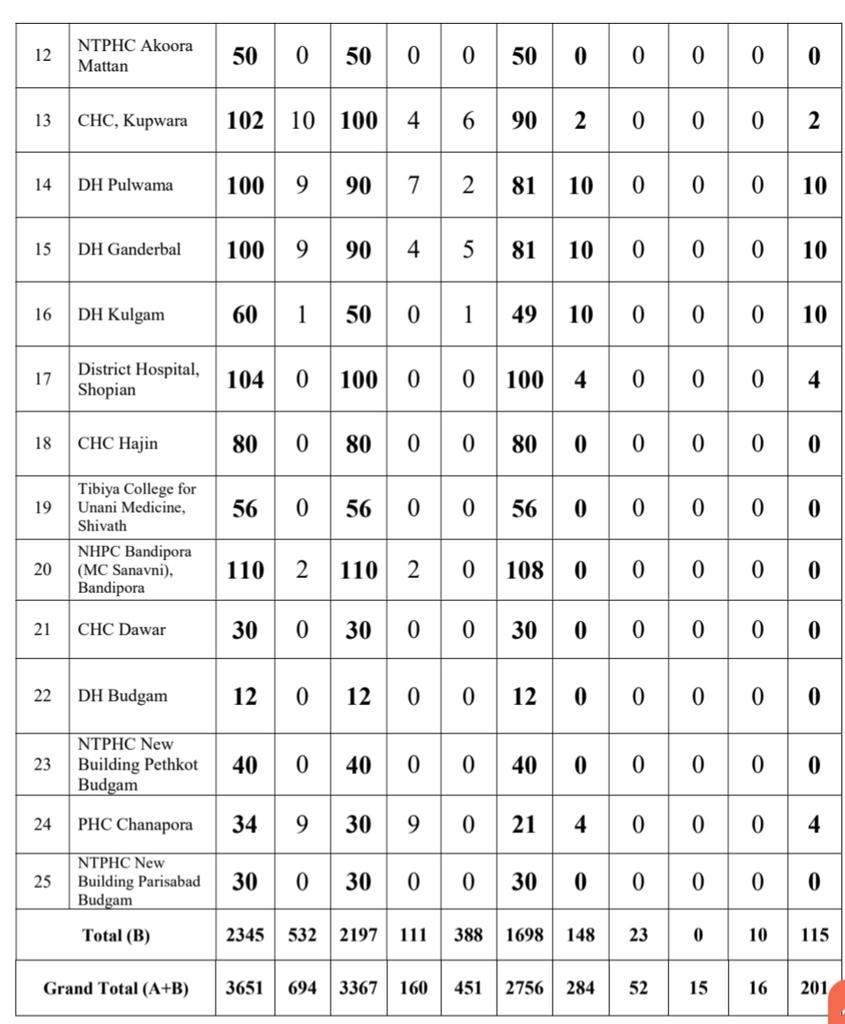 12 NTPHC Akoora Mattan 50 0 50 0 0 50 0 0 0 0 0
13 CHC, Kupwara 102 10 100 4 6 90 2 0 0 0 2
14 DH Pulwama 100 9 90 7 2 81 10 0 0 0 10
15 DH Ganderbal 100 9 90 4 5 81 10 0 0 0 10
16 DH Kulgam 60 1 50 0 1 49 10 0 0 0 10
17 District Hospital, Shopian 104 0 100 0 0 100 4 0 0 0 4
18 CHC Hajin 80 0 80 0 0 80 0 0 0 0 0
19 Tibiya College for Unani Medicine, Shivath 56 0 56 0 0 56 0 0 0 0 0
20 NHPC Bandipora (MC Sanavni), Bandipora 110 2 110 2 0 108 0 0 0 0 0
21 CHC Dawar 30 0 30 0 0 30 0 0 0 0 0
22 DH Budgam 12 0 12 0 0 12 0 0 0 0 0
23 NTPHC New Building Pethkot Budgam 40 0 40 0 0 40 0 0 0 0 0
24 PHC Chanapora 34 9 30 9 0 21 4 0 0 0 4
25 NTPHC New Building Parisabad Budgam 30 0 30 0 0 30 0 0 0 0 0
Total (B) 2345 532 2197 111 388 1698 148 23 0 10 115
Grand Total (A+B) 3651 694 3367 160 451 2756 284 52 15 16 201